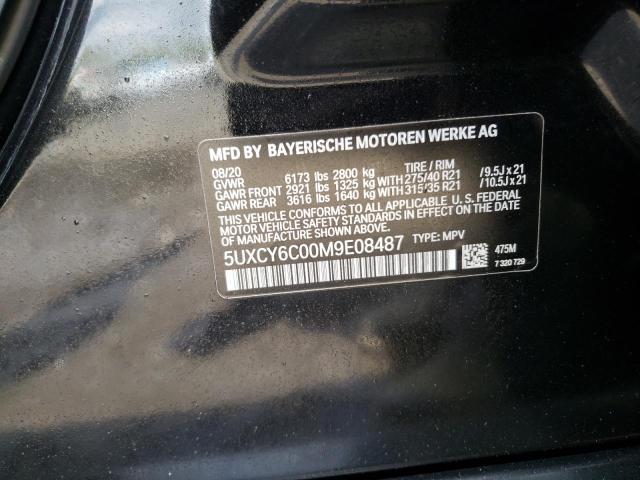 MFD BY BAYERISCHE MOTOREN WERKE AG
08/20 TIRE / RIM
GVWR 6173 lbs 2800 kg
GAWR FRONT 2921 lbs 1325 kg WITH 275/40 R21 /9.5J x 21
GAWR REAR 3616 lbs 1640 kg WITH 315/35 R21 /10.5J x 21
THIS VEHICLE CONFORMS TO ALL APPLICABLE U.S. FEDERAL
MOTOR VEHICLE SAFETY STANDARDS IN EFFECT ON THE
DATE OF MANUFACTURE SHOWN ABOVE.
5UXCY6C00M9E08487 TYPE: MPV
475M
7 320 729